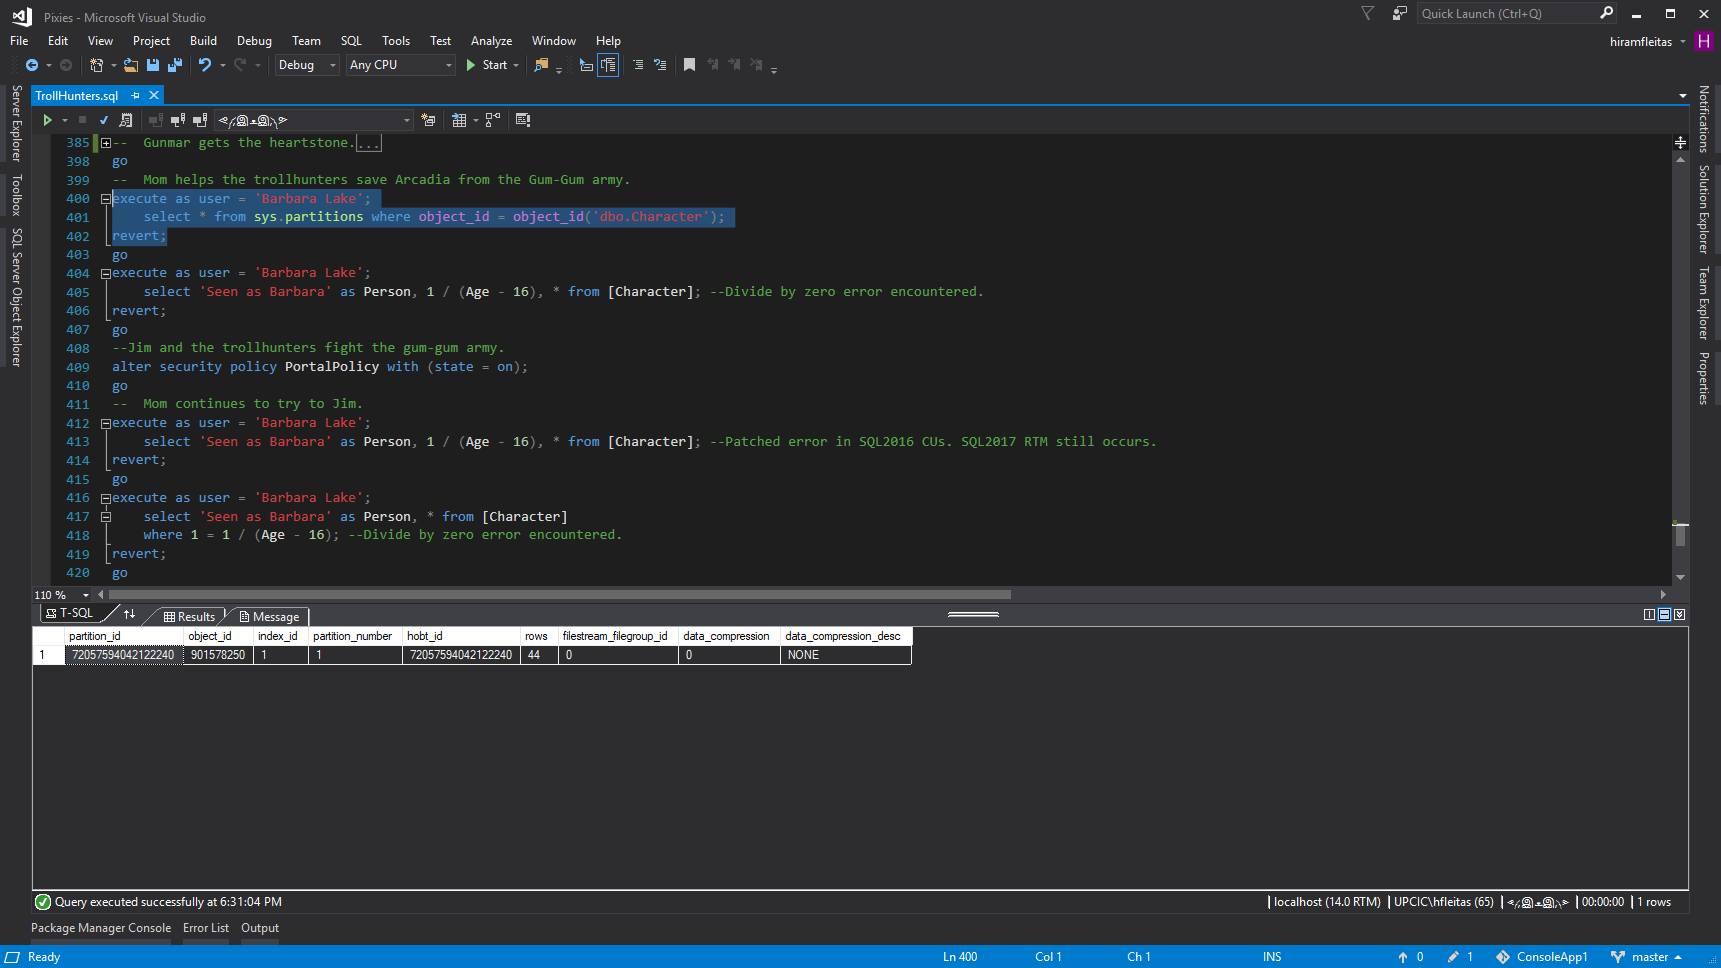 Pixies - Microsoft Visual Studio
Quick Launch (Ctrl+Q)
File Edit View Project Build Debug Team SQL Tools Test Analyze Window Help
hiramfleitas H
Debug Any CPU Start
TrollHunters.sql
Server Explorer
Toolbox
SQL Server Object Explorer
Notifications
Solution Explorer
Team Explorer
Properties
385 -- Gunmar gets the heartstone....
398 go
399 -- Mom helps the trollhunters save Arcadia from the Gum-Gum army.
400 execute as user = 'Barbara Lake';
401 select * from sys.partitions where object_id = object_id('dbo.Character');
402 revert;
403 go
404 execute as user = 'Barbara Lake';
405 select 'Seen as Barbara' as Person, 1 / (Age - 16), * from [Character]; --Divide by zero error encountered.
406 revert;
407 go
408 --Jim and the trollhunters fight the gum-gum army.
409 alter security policy PortalPolicy with (state = on);
410 go
411 -- Mom continues to try to Jim.
412 execute as user = 'Barbara Lake';
413 select 'Seen as Barbara' as Person, 1 / (Age - 16), * from [Character]; --Patched error in SQL2016 CUs. SQL2017 RTM still occurs.
414 revert;
415 go
416 execute as user = 'Barbara Lake';
417 select 'Seen as Barbara' as Person, * from [Character]
418 where 1 = 1 / (Age - 16); --Divide by zero error encountered.
419 revert;
420 go
110 %
T-SQL Results Message
partition_id object_id index_id partition_number hobt_id rows filestream_filegroup_id data_compression data_compression_desc
1 72057594042122240 901578250 1 1 72057594042122240 44 0 0 NONE
Query executed successfully at 6:31:04 PM
localhost (14.0 RTM) UPCIC\hfleitas (65) 00:00:00 1 rows
Package Manager Console Error List Output
Ready Ln 400 Col 1 Ch 1 INS 0 1 ConsoleApp1 master